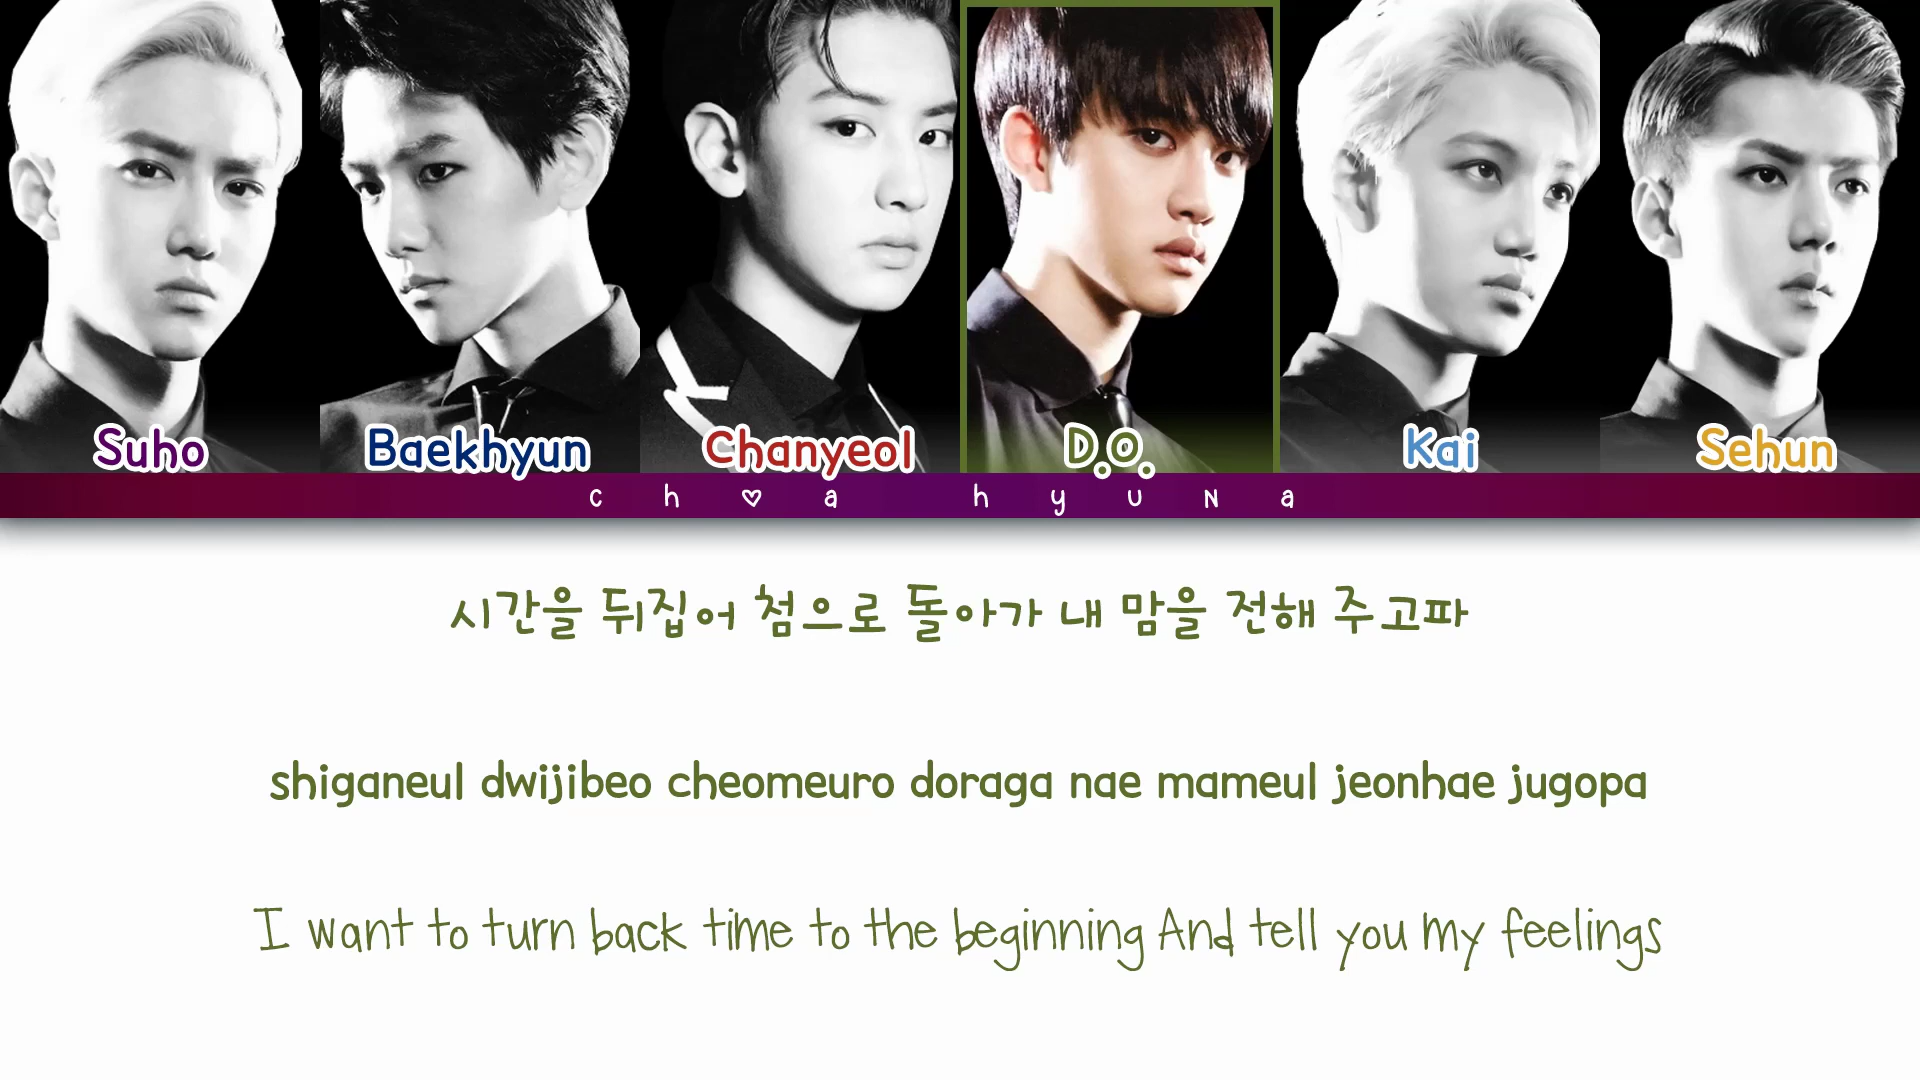 Suho Baekhyun Chanyeol D.O. Kai Sehun
c h ♡ a h y u N a
시간을 뒤집어 첨으로 돌아가 내 맘을 전해 주고파
shiganeul dwijibeo cheomeuro doraga nae mameul jeonhae jugopa
I want to turn back time to the beginning And tell you my feelings